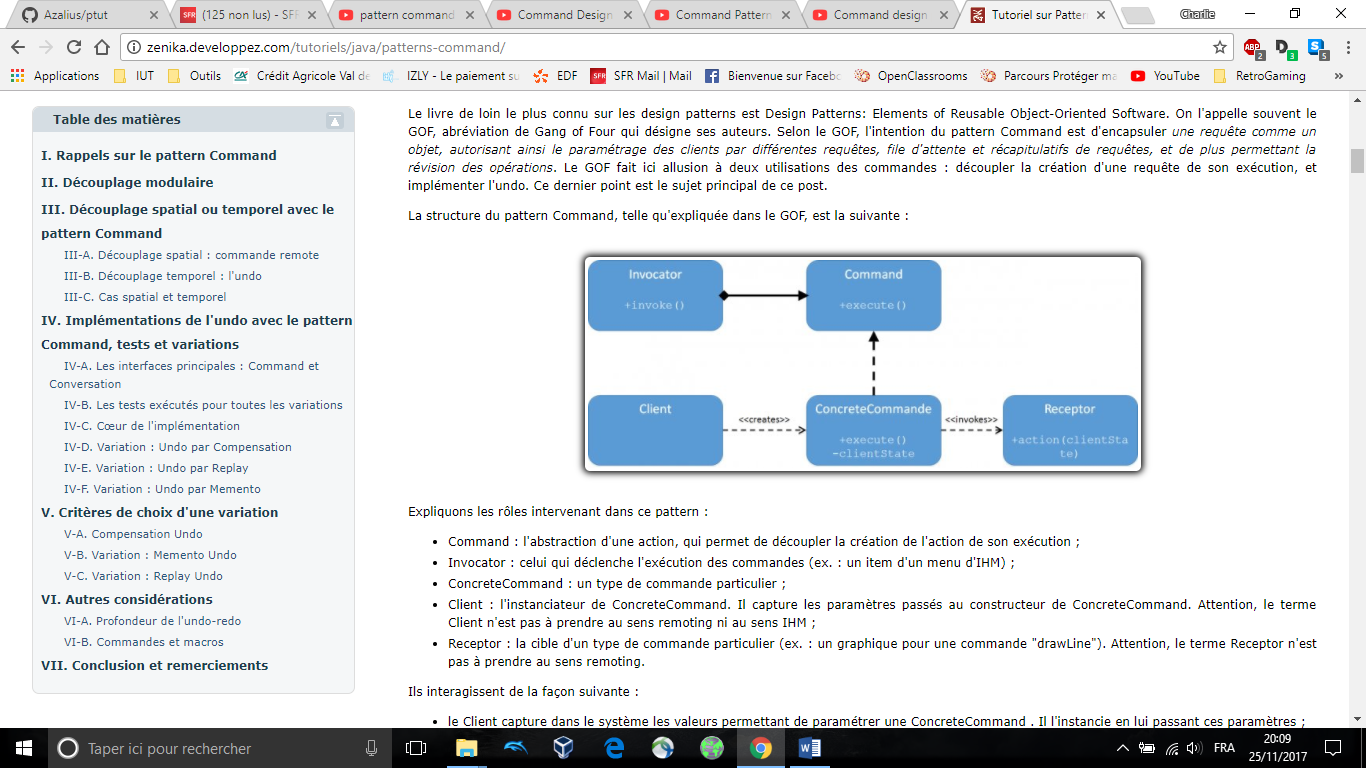 Azalius/ptut
(125 non lus) - SFR
pattern command
Command Design
Command Pattern
Command design
Tutoriel sur Patter
Charlie
zenika.developpez.com/tutoriels/java/patterns-command/
ABP 2
D 3
S 5
Applications
IUT
Outils
Crédit Agricole Val de
IZLY - Le paiement su
EDF
SFR Mail | Mail
Bienvenue sur Faceb
OpenClassrooms
Parcours Protéger ma
YouTube
RetroGaming
»
Table des matières
I. Rappels sur le pattern Command
II. Découplage modulaire
III. Découplage spatial ou temporel avec le
pattern Command
III-A. Découplage spatial : commande remote
III-B. Découplage temporel : l'undo
III-C. Cas spatial et temporel
IV. Implémentations de l'undo avec le pattern
Command, tests et variations
IV-A. Les interfaces principales : Command et
Conversation
IV-B. Les tests exécutés pour toutes les variations
IV-C. Cœur de l'implémentation
IV-D. Variation : Undo par Compensation
IV-E. Variation : Undo par Replay
IV-F. Variation : Undo par Memento
V. Critères de choix d'une variation
V-A. Compensation Undo
V-B. Variation : Memento Undo
V-C. Variation : Replay Undo
VI. Autres considérations
VI-A. Profondeur de l'undo-redo
VI-B. Commandes et macros
VII. Conclusion et remerciements
Le livre de loin le plus connu sur les design patterns est Design Patterns: Elements of Reusable Object-Oriented Software. On l'appelle souvent le
GOF, abréviation de Gang of Four qui désigne ses auteurs. Selon le GOF, l'intention du pattern Command est d'encapsuler une requête comme un
objet, autorisant ainsi le paramétrage des clients par différentes requêtes, file d'attente et récapitulatifs de requêtes, et de plus permettant la
révision des opérations. Le GOF fait ici allusion à deux utilisations des commandes : découpler la création d'une requête de son exécution, et
implémenter l'undo. Ce dernier point est le sujet principal de ce post.
La structure du pattern Command, telle qu'expliquée dans le GOF, est la suivante :
Invocator
+invoke()
Command
+execute()
Client
<<creates>>
ConcreteCommande
+execute()
-clientState
<<invokes>>
Receptor
+action(clientSta
te)
Expliquons les rôles intervenant dans ce pattern :
• Command : l'abstraction d'une action, qui permet de découpler la création de l'action de son exécution ;
• Invocator : celui qui déclenche l'exécution des commandes (ex. : un item d'un menu d'IHM) ;
• ConcreteCommand : un type de commande particulier ;
• Client : l'instanciateur de ConcreteCommand. Il capture les paramètres passés au constructeur de ConcreteCommand. Attention, le terme
Client n'est pas à prendre au sens remoting ni au sens IHM ;
• Receptor : la cible d'un type de commande particulier (ex. : un graphique pour une commande "drawLine"). Attention, le terme Receptor n'est
pas à prendre au sens remoting.
Ils interagissent de la façon suivante :
• le Client capture dans le système les valeurs permettant de paramétrer une ConcreteCommand . Il l'instancie en lui passant ces paramètres ;
Taper ici pour rechercher
FRA
20:09
25/11/2017